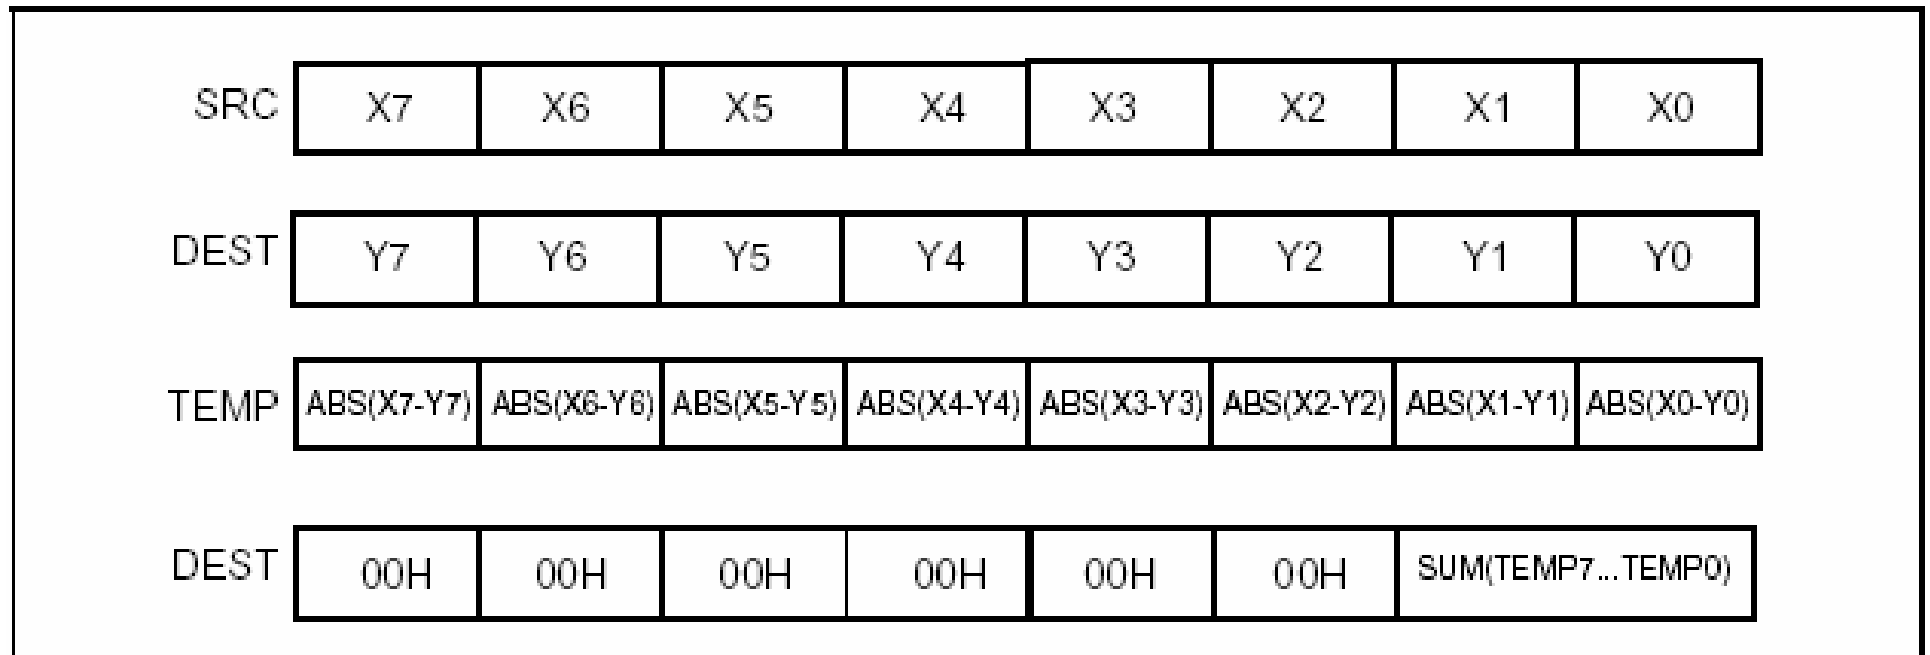 SRC X7 X6 X5 X4 X3 X2 X1 X0
DEST Y7 Y6 Y5 Y4 Y3 Y2 Y1 Y0
TEMP ABS(X7-Y7) ABS(X6-Y6) ABS(X5-Y5) ABS(X4-Y4) ABS(X3-Y3) ABS(X2-Y2) ABS(X1-Y1) ABS(X0-Y0)
DEST 00H 00H 00H 00H 00H 00H SUM(TEMP7...TEMP0)